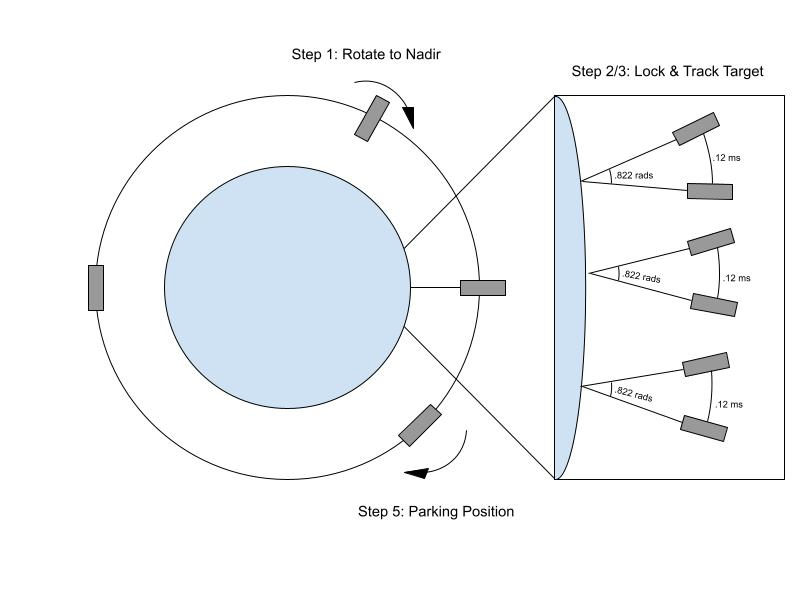 Step 1: Rotate to Nadir
Step 2/3: Lock & Track Target
.12 ms
.822 rads
.822 rads
.12 ms
.822 rads
.12 ms
Step 5: Parking Position